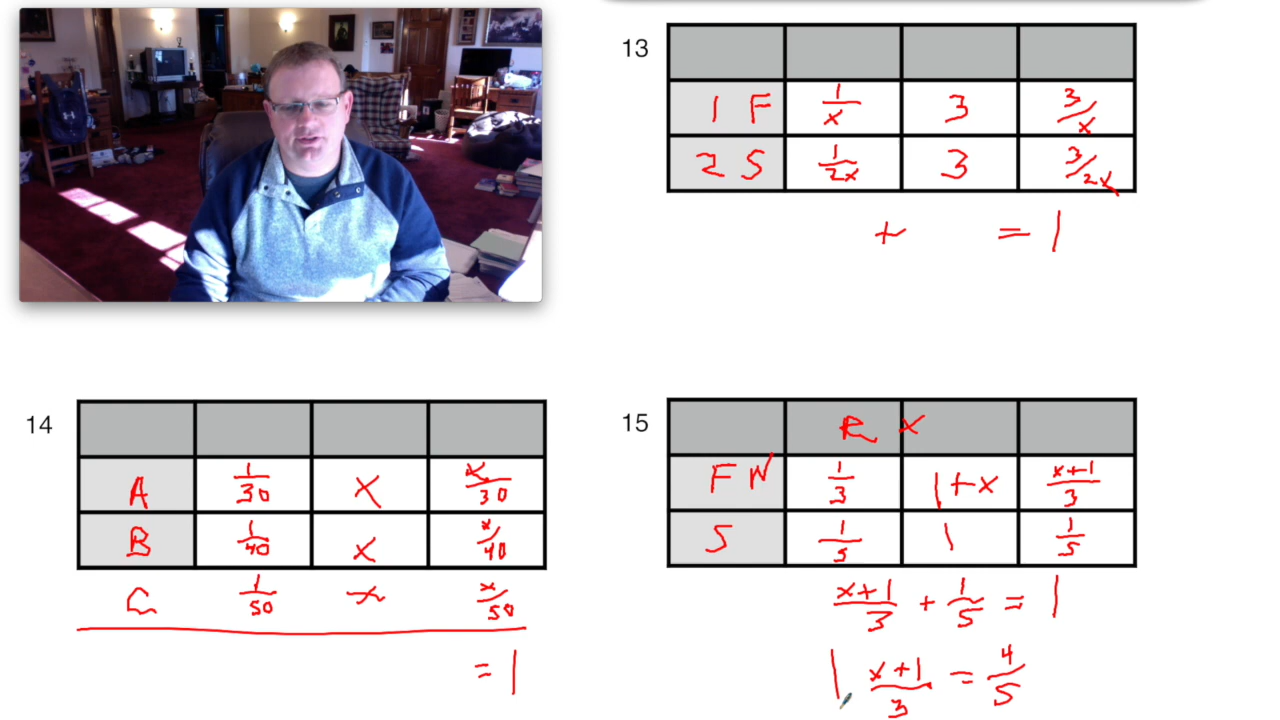 13
1 F 1/x 3 3/x
2 S 1/2x 3 3/2x
+ = 1
14
A 1/30 x x/30
B 1/40 x x/40
C 1/50 x x/50
= 1
15
R x
F W 1/3 1+x x+1/3
S 1/5 1 1/5
x+1/3 + 1/5 = 1
1 x+1/3 = 4/5